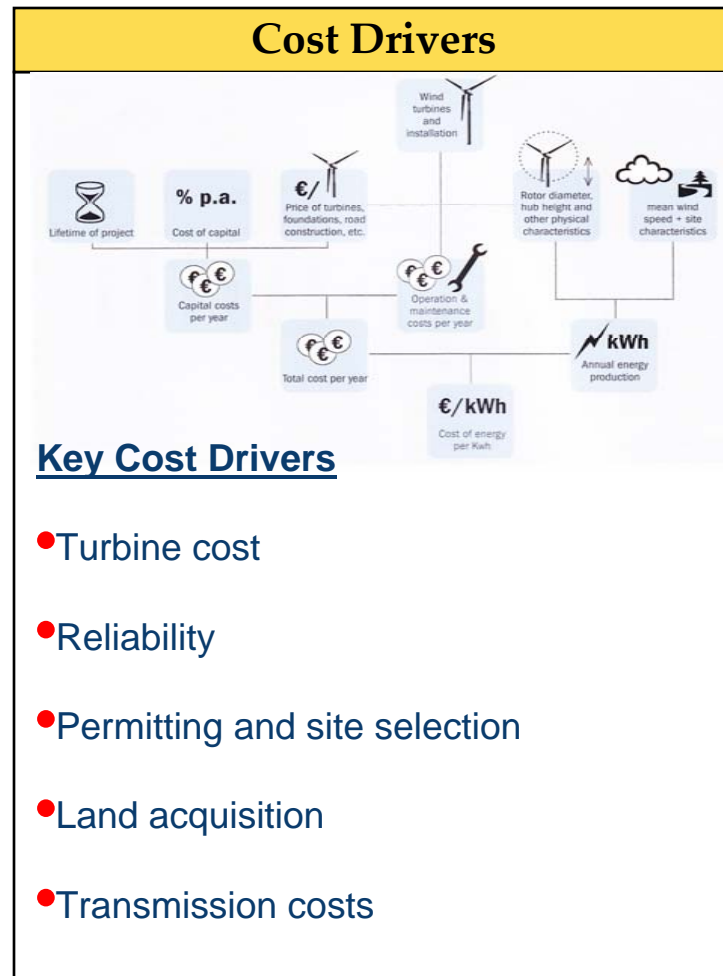 Cost Drivers
Wind
turbines
and
installation
% p.a.
€/
Lifetime of project
Cost of capital
Price of turbines,
foundations, road
construction, etc.
Rotor diameter,
hub height and
other physical
characteristics
mean wind
speed + site
characteristics
€ € €
Capital costs
per year
€ € €
Operation &
maintenance
costs per year
€ € €
Total cost per year
kWh
Annual energy
production
€/kWh
Cost of energy
per Kwh
Key Cost Drivers
•Turbine cost
•Reliability
•Permitting and site selection
•Land acquisition
•Transmission costs